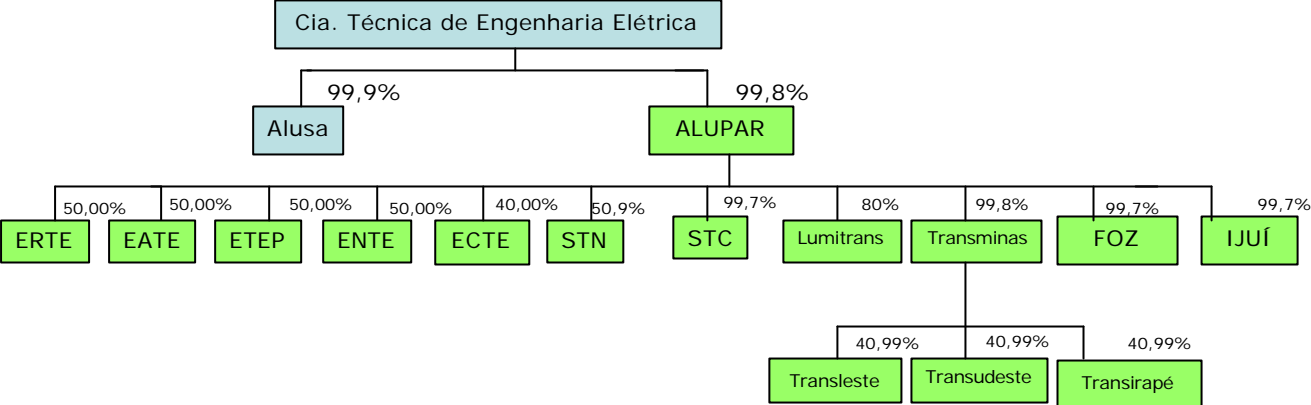 Cia. Técnica de Engenharia Elétrica
99,9%
99,8%
Alusa
ALUPAR
50,00%
50,00%
50,00%
50,00%
40,00%
50,9%
99,7%
80%
99,8%
99,7%
99,7%
ERTE
EATE
ETEP
ENTE
ECTE
STN
STC
Lumitrans
Transminas
FOZ
IJUÍ
40,99%
40,99%
40,99%
Transleste
Transudeste
Transirapé